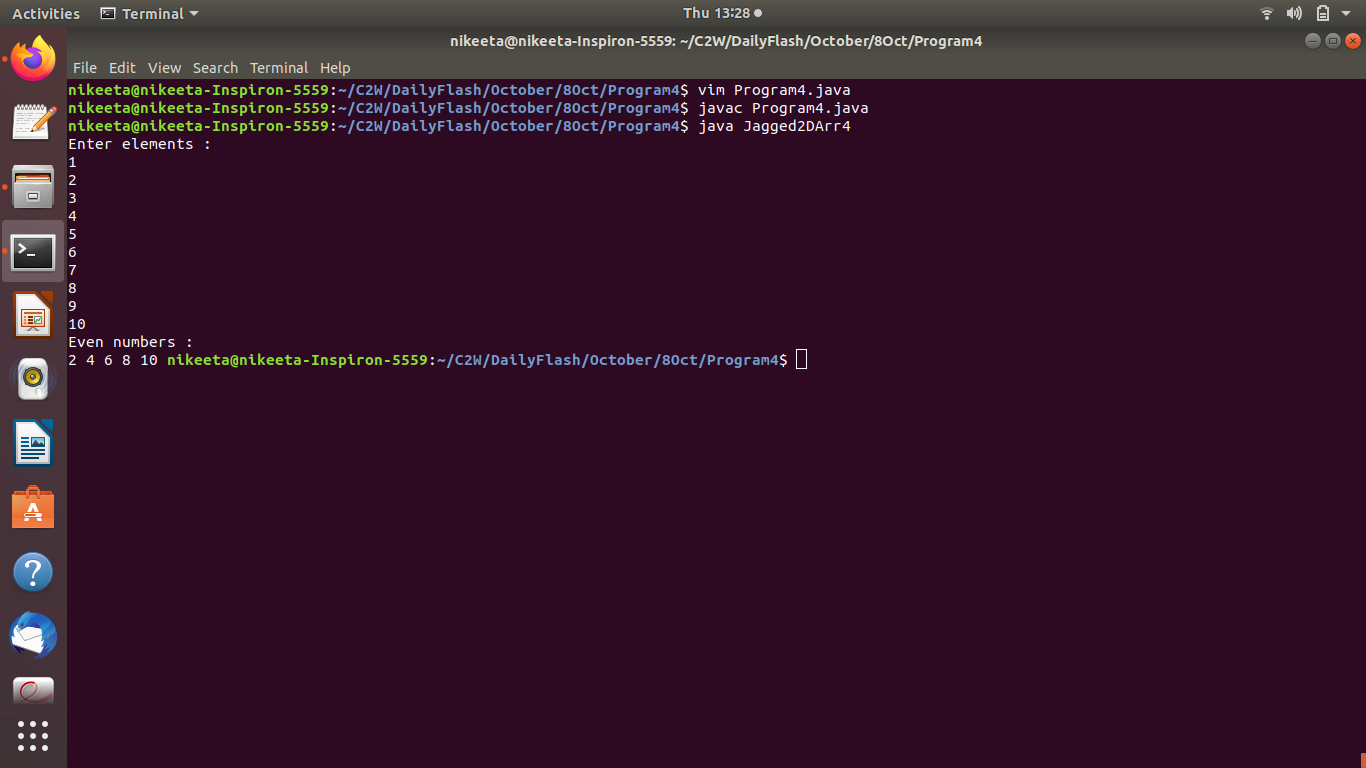 Activities Terminal Thu 13:28
nikeeta@nikeeta-Inspiron-5559: ~/C2W/DailyFlash/October/8Oct/Program4
File Edit View Search Terminal Help
nikeeta@nikeeta-Inspiron-5559:~/C2W/DailyFlash/October/8Oct/Program4$ vim Program4.java
nikeeta@nikeeta-Inspiron-5559:~/C2W/DailyFlash/October/8Oct/Program4$ javac Program4.java
nikeeta@nikeeta-Inspiron-5559:~/C2W/DailyFlash/October/8Oct/Program4$ java Jagged2DArr4
Enter elements :
1
2
3
4
5
6
7
8
9
10
Even numbers :
2 4 6 8 10 nikeeta@nikeeta-Inspiron-5559:~/C2W/DailyFlash/October/8Oct/Program4$